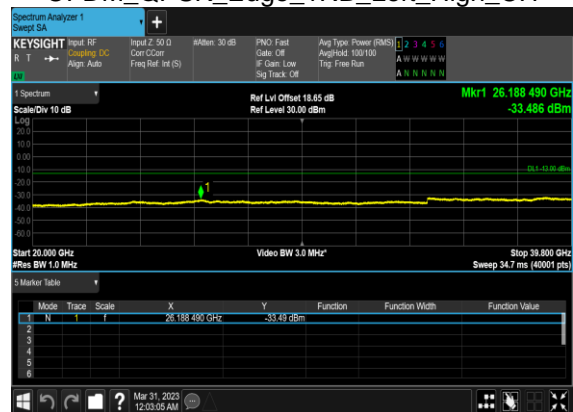 Spectrum Analyzer 1
Swept SA
KEYSIGHT
R T
Input: RF
Coupling: DC
Align: Auto
Input Z: 50 Ω
Corr CCorr
Freq Ref: Int (S)
#Atten: 30 dB
PNO: Fast
Gate: Off
IF Gain: Low
Sig Track: Off
Avg Type: Power (RMS)
Avg|Hold: 100/100
Trig: Free Run
1 2 3 4 5 6
A W W W W W
A N N N N N
1 Spectrum
Scale/Div 10 dB
Ref Lvl Offset 18.65 dB
Ref Level 30.00 dBm
Mkr1 26.188 490 GHz
-33.486 dBm
Log
20.0
10.0
0.00
-10.0
-20.0
-30.0
-40.0
-50.0
-60.0
DL1 -13.00 dBm
1
Start 20.000 GHz
#Res BW 1.0 MHz
Video BW 3.0 MHz*
Stop 39.800 GHz
Sweep 34.7 ms (40001 pts)
5 Marker Table
Mode Trace Scale X Y Function Function Width Function Value
1 N 1 f 26.188 490 GHz -33.49 dBm
2
3
4
5
6
Mar 31, 2023
12:03:05 AM